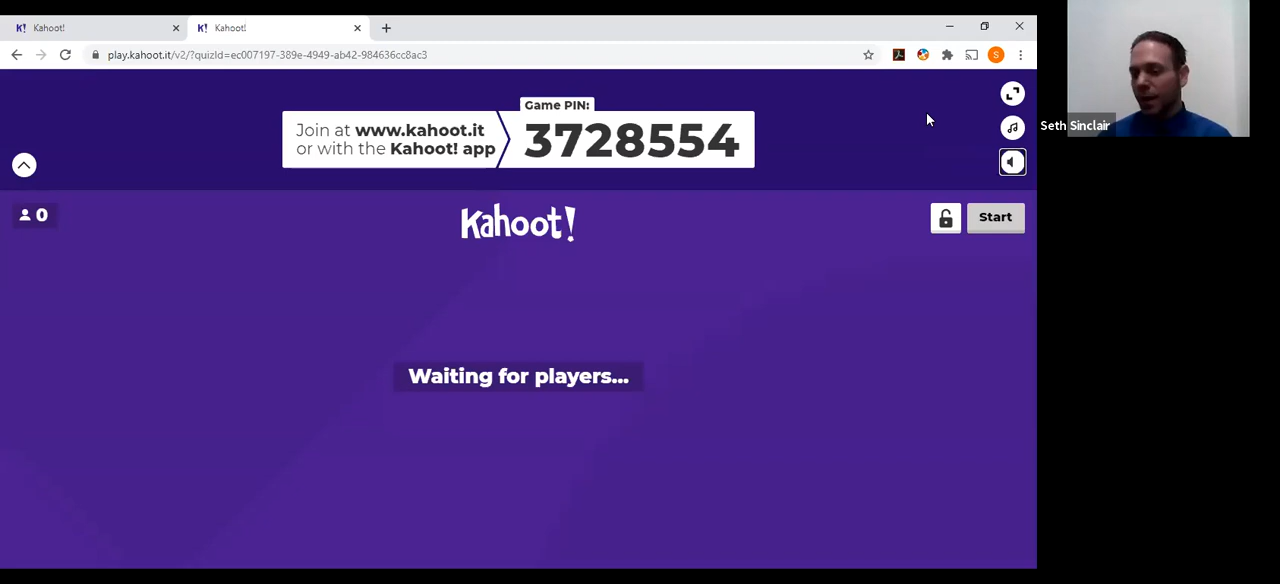 Kahoot!
Kahoot!
play.kahoot.it/v2/?quizId=ec007197-389e-4949-ab42-984636cc8ac3
S
Game PIN:
Join at www.kahoot.it
or with the Kahoot! app
3728554
Seth Sinclair
0
Kahoot!
Start
Waiting for players...